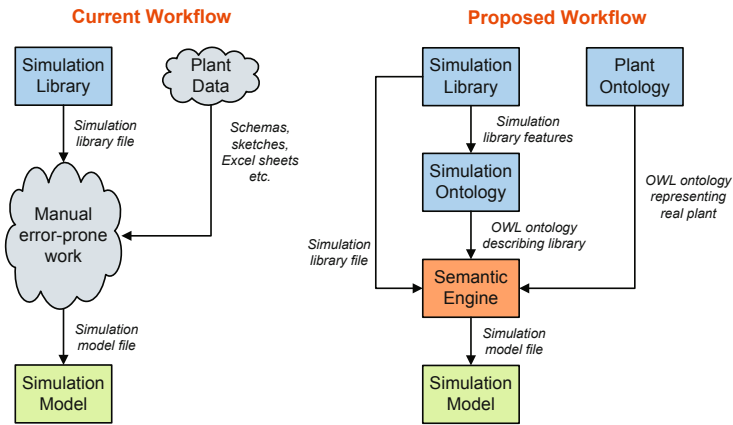 Current Workflow
Simulation
Library
Plant
Data
Simulation
library file
Schemas,
sketches,
Excel sheets
etc.
Manual
error-prone
work
Simulation
model file
Simulation
Model
Proposed Workflow
Simulation
Library
Plant
Ontology
Simulation
library features
Simulation
Ontology
OWL ontology
representing
real plant
OWL ontology
describing library
Simulation
library file
Semantic
Engine
Simulation
model file
Simulation
Model